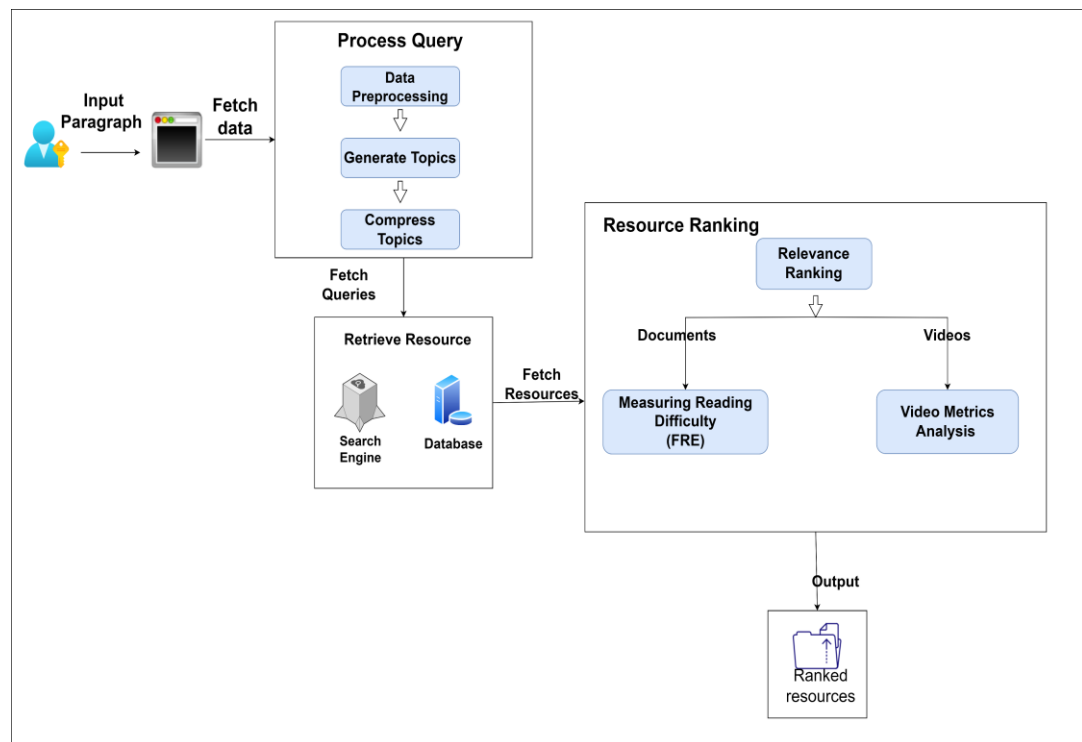 Process Query
Data
Preprocessing
Input
Paragraph
Fetch
data
Generate Topics
Compress
Topics
Fetch
Queries
Retrieve Resource
Search
Engine
Database
Fetch
Resources
Resource Ranking
Relevance
Ranking
Documents
Videos
Measuring Reading
Difficulty
(FRE)
Video Metrics
Analysis
Output
Ranked
resources